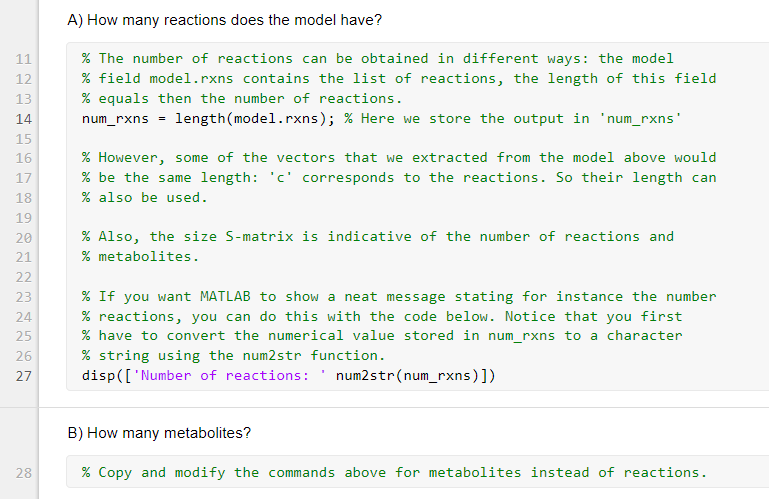 A) How many reactions does the model have?
11 % The number of reactions can be obtained in different ways: the model
12 % field model.rxns contains the list of reactions, the length of this field
13 % equals then the number of reactions.
14 num_rxns = length(model.rxns); % Here we store the output in 'num_rxns'
15
16 % However, some of the vectors that we extracted from the model above would
17 % be the same length: 'c' corresponds to the reactions. So their length can
18 % also be used.
19
20 % Also, the size S-matrix is indicative of the number of reactions and
21 % metabolites.
22
23 % If you want MATLAB to show a neat message stating for instance the number
24 % reactions, you can do this with the code below. Notice that you first
25 % have to convert the numerical value stored in num_rxns to a character
26 % string using the num2str function.
27 disp(['Number of reactions: ' num2str(num_rxns)])
B) How many metabolites?
28 % Copy and modify the commands above for metabolites instead of reactions.